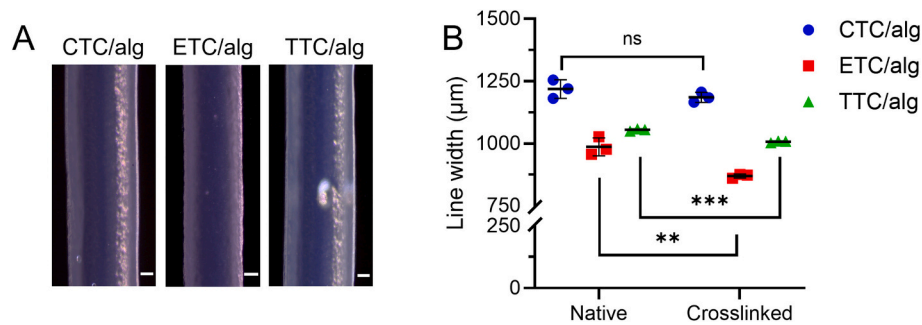 A
CTC/alg ETC/alg TTC/alg
B
1500
1250
1000
750
250
0
Line width (µm)
ns
***
**
Native Crosslinked
CTC/alg
ETC/alg
TTC/alg